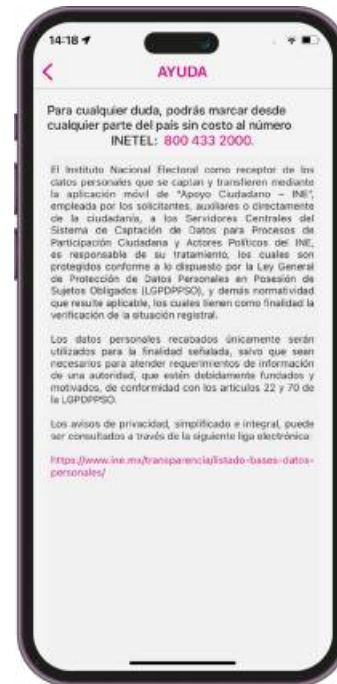 14:18
AYUDA
Para cualquier duda, podrás marcar desde
cualquier parte del país sin costo al número
INETEL: 800 433 2000.
El Instituto Nacional Electoral como receptor de los
datos personales que se captan y transfieren mediante
la aplicación móvil de "Apoyo Ciudadano – INE",
empleada por los solicitantes, auxiliares o directamente
de la ciudadanía, a los Servidores Centrales del
Sistema de Captación de Datos para Procesos de
Participación Ciudadana y Actores Políticos del INE,
es responsable de su tratamiento, los cuales son
protegidos conforme a lo dispuesto por la Ley General
de Protección de Datos Personales en Posesión de
Sujetos Obligados (LGPDPPSO), y demás normatividad
que resulte aplicable, los cuales tienen como finalidad la
verificación de la situación registral.
Los datos personales recabados únicamente serán
utilizados para la finalidad señalada, salvo que sean
necesarios para atender requerimientos de información
de una autoridad, que estén debidamente fundados y
motivados, de conformidad con los artículos 22 y 70 de
la LGPDPPSO.
Los avisos de privacidad, simplificado e integral, puede
ser consultados a través de la siguiente liga electrónica:
https://www.ine.mx/transparencia/listado-bases-datos-
personales/